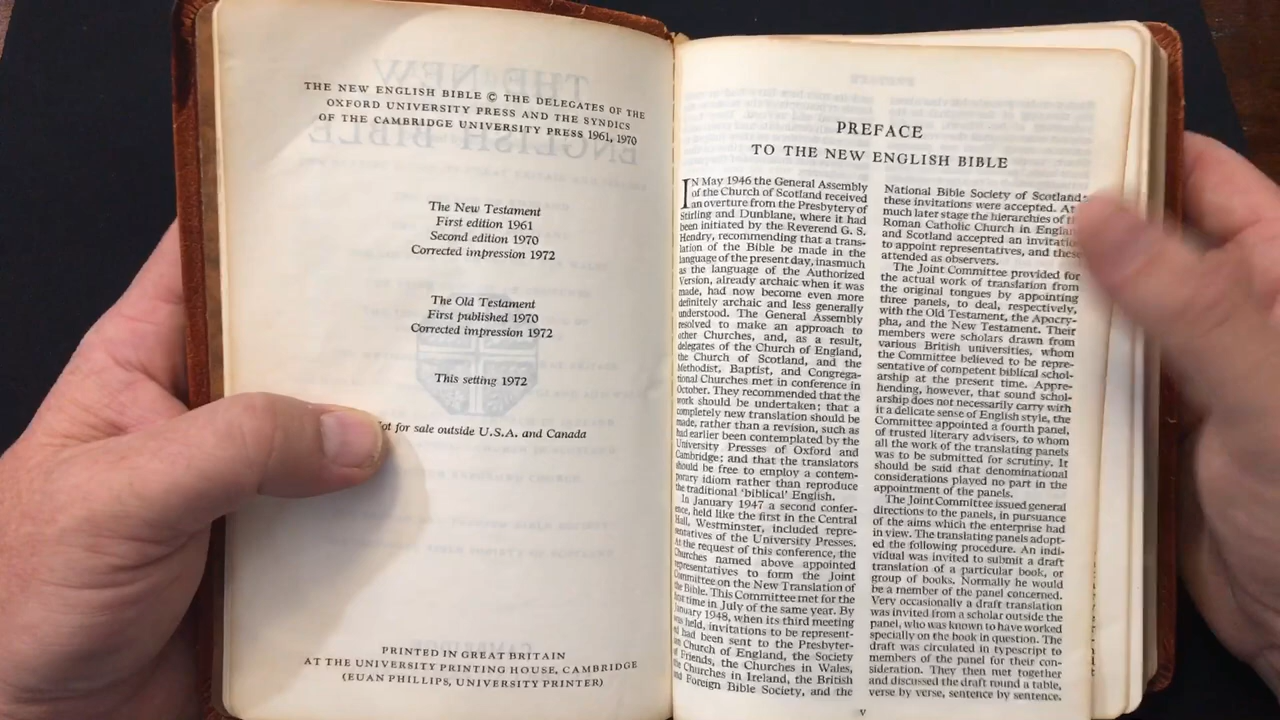 THE NEW ENGLISH BIBLE © THE DELEGATES OF THE
OXFORD UNIVERSITY PRESS AND THE SYNDICS
OF THE CAMBRIDGE UNIVERSITY PRESS 1961, 1970
The New Testament
First edition 1961
Second edition 1970
Corrected impression 1972
The Old Testament
First published 1970
Corrected impression 1972
This setting 1972
for sale outside U.S.A. and Canada
PRINTED IN GREAT BRITAIN
AT THE UNIVERSITY PRINTING HOUSE, CAMBRIDGE
(EUAN PHILLIPS, UNIVERSITY PRINTER)
PREFACE
TO THE NEW ENGLISH BIBLE
IN May 1946 the General Assembly
of the Church of Scotland received
an overture from the Presbytery of
Stirling and Dunblane, where it had
been initiated by the Reverend G. S.
Hendry, recommending that a trans-
lation of the Bible be made in the
language of the present day, inasmuch
as the language of the Authorized
Version, already archaic when it was
made, had now become even more
definitely archaic and less generally
understood. The General Assembly
resolved to make an approach to
other Churches, and, as a result,
delegates of the Church of England,
the Church of Scotland, and the
Methodist, Baptist, and Congrega-
tional Churches met in conference in
October. They recommended that the
work should be undertaken; that a
completely new translation should be
made, rather than a revision, such as
had earlier been contemplated by the
University Presses of Oxford and
Cambridge; and that the translators
should be free to employ a contem-
porary idiom rather than reproduce
the traditional 'biblical' English.
In January 1947 a second confer-
ence, held like the first in the Central
Hall, Westminster, included repre-
sentatives of the University Presses.
At the request of this conference, the
Churches named above appointed
representatives to form the Joint
Committee on the New Translation of
the Bible. This Committee met for the
first time in July of the same year. By
January 1948, when its third meeting
was held, invitations to be represent-
ed had been sent to the Presbyter-
ian Church of England, the Society
of Friends, the Churches in Wales,
the Churches in Ireland, the British
and Foreign Bible Society, and the
National Bible Society of Scotland:
these invitations were accepted. At
much later stage the hierarchies of
Roman Catholic Church in England
and Scotland accepted an invitation
to appoint representatives, and these
attended as observers.
The Joint Committee provided for
the actual work of translation from
the original tongues by appointing
three panels, to deal, respectively,
with the Old Testament, the Apocry-
pha, and the New Testament. Their
members were scholars drawn from
various British universities, whom
the Committee believed to be repre-
sentative of competent biblical schol-
arship at the present time. Appre-
hending, however, that sound schol-
arship does not necessarily carry with
it a delicate sense of English style, the
Committee appointed a fourth panel,
of trusted literary advisers, to whom
all the work of the translating panels
was to be submitted for scrutiny. It
should be said that denominational
considerations played no part in the
appointment of the panels.
The Joint Committee issued general
directions to the panels, in pursuance
of the aims which the enterprise had
in view. The translating panels adopt-
ed the following procedure. An indi-
vidual was invited to submit a draft
translation of a particular book, or
group of books. Normally he would
be a member of the panel concerned.
Very occasionally a draft translation
was invited from a scholar outside the
panel, who was known to have worked
specially on the book in question. The
draft was circulated in typescript to
members of the panel for their con-
sideration. They then met together
and discussed the draft round a table,
verse by verse, sentence by sentence.
v